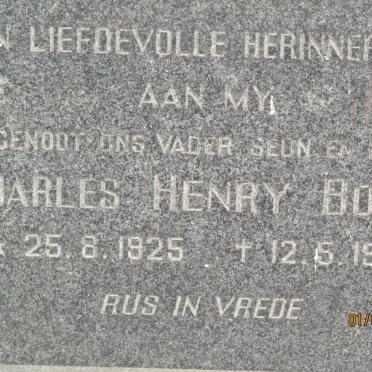 N LIEFDEVOLLE HERINNER
AAN MY
GENOOT ONS VADER SEUN EN
HARLES HENRY BO
25.8.1925 † 12.5.19
RUS IN VREDE
01/